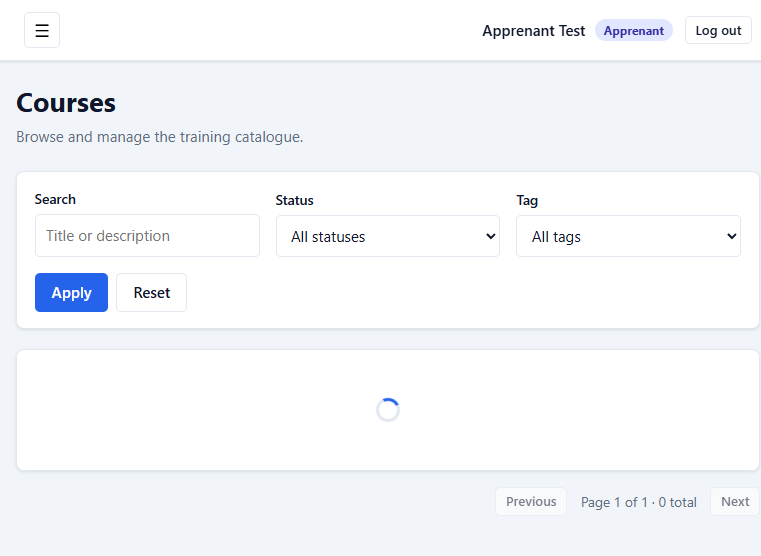 ☰
Apprenant Test Apprenant Log out
Courses
Browse and manage the training catalogue.
Search Status Tag
Title or description All statuses All tags
Apply Reset
Previous Page 1 of 1 · 0 total Next